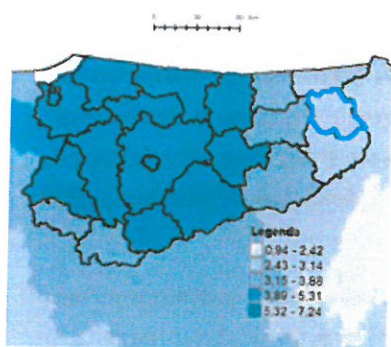 Legenda
0,94 - 2,42
2,43 - 3,14
3,15 - 3,88
3,89 - 5,31
5,32 - 7,24